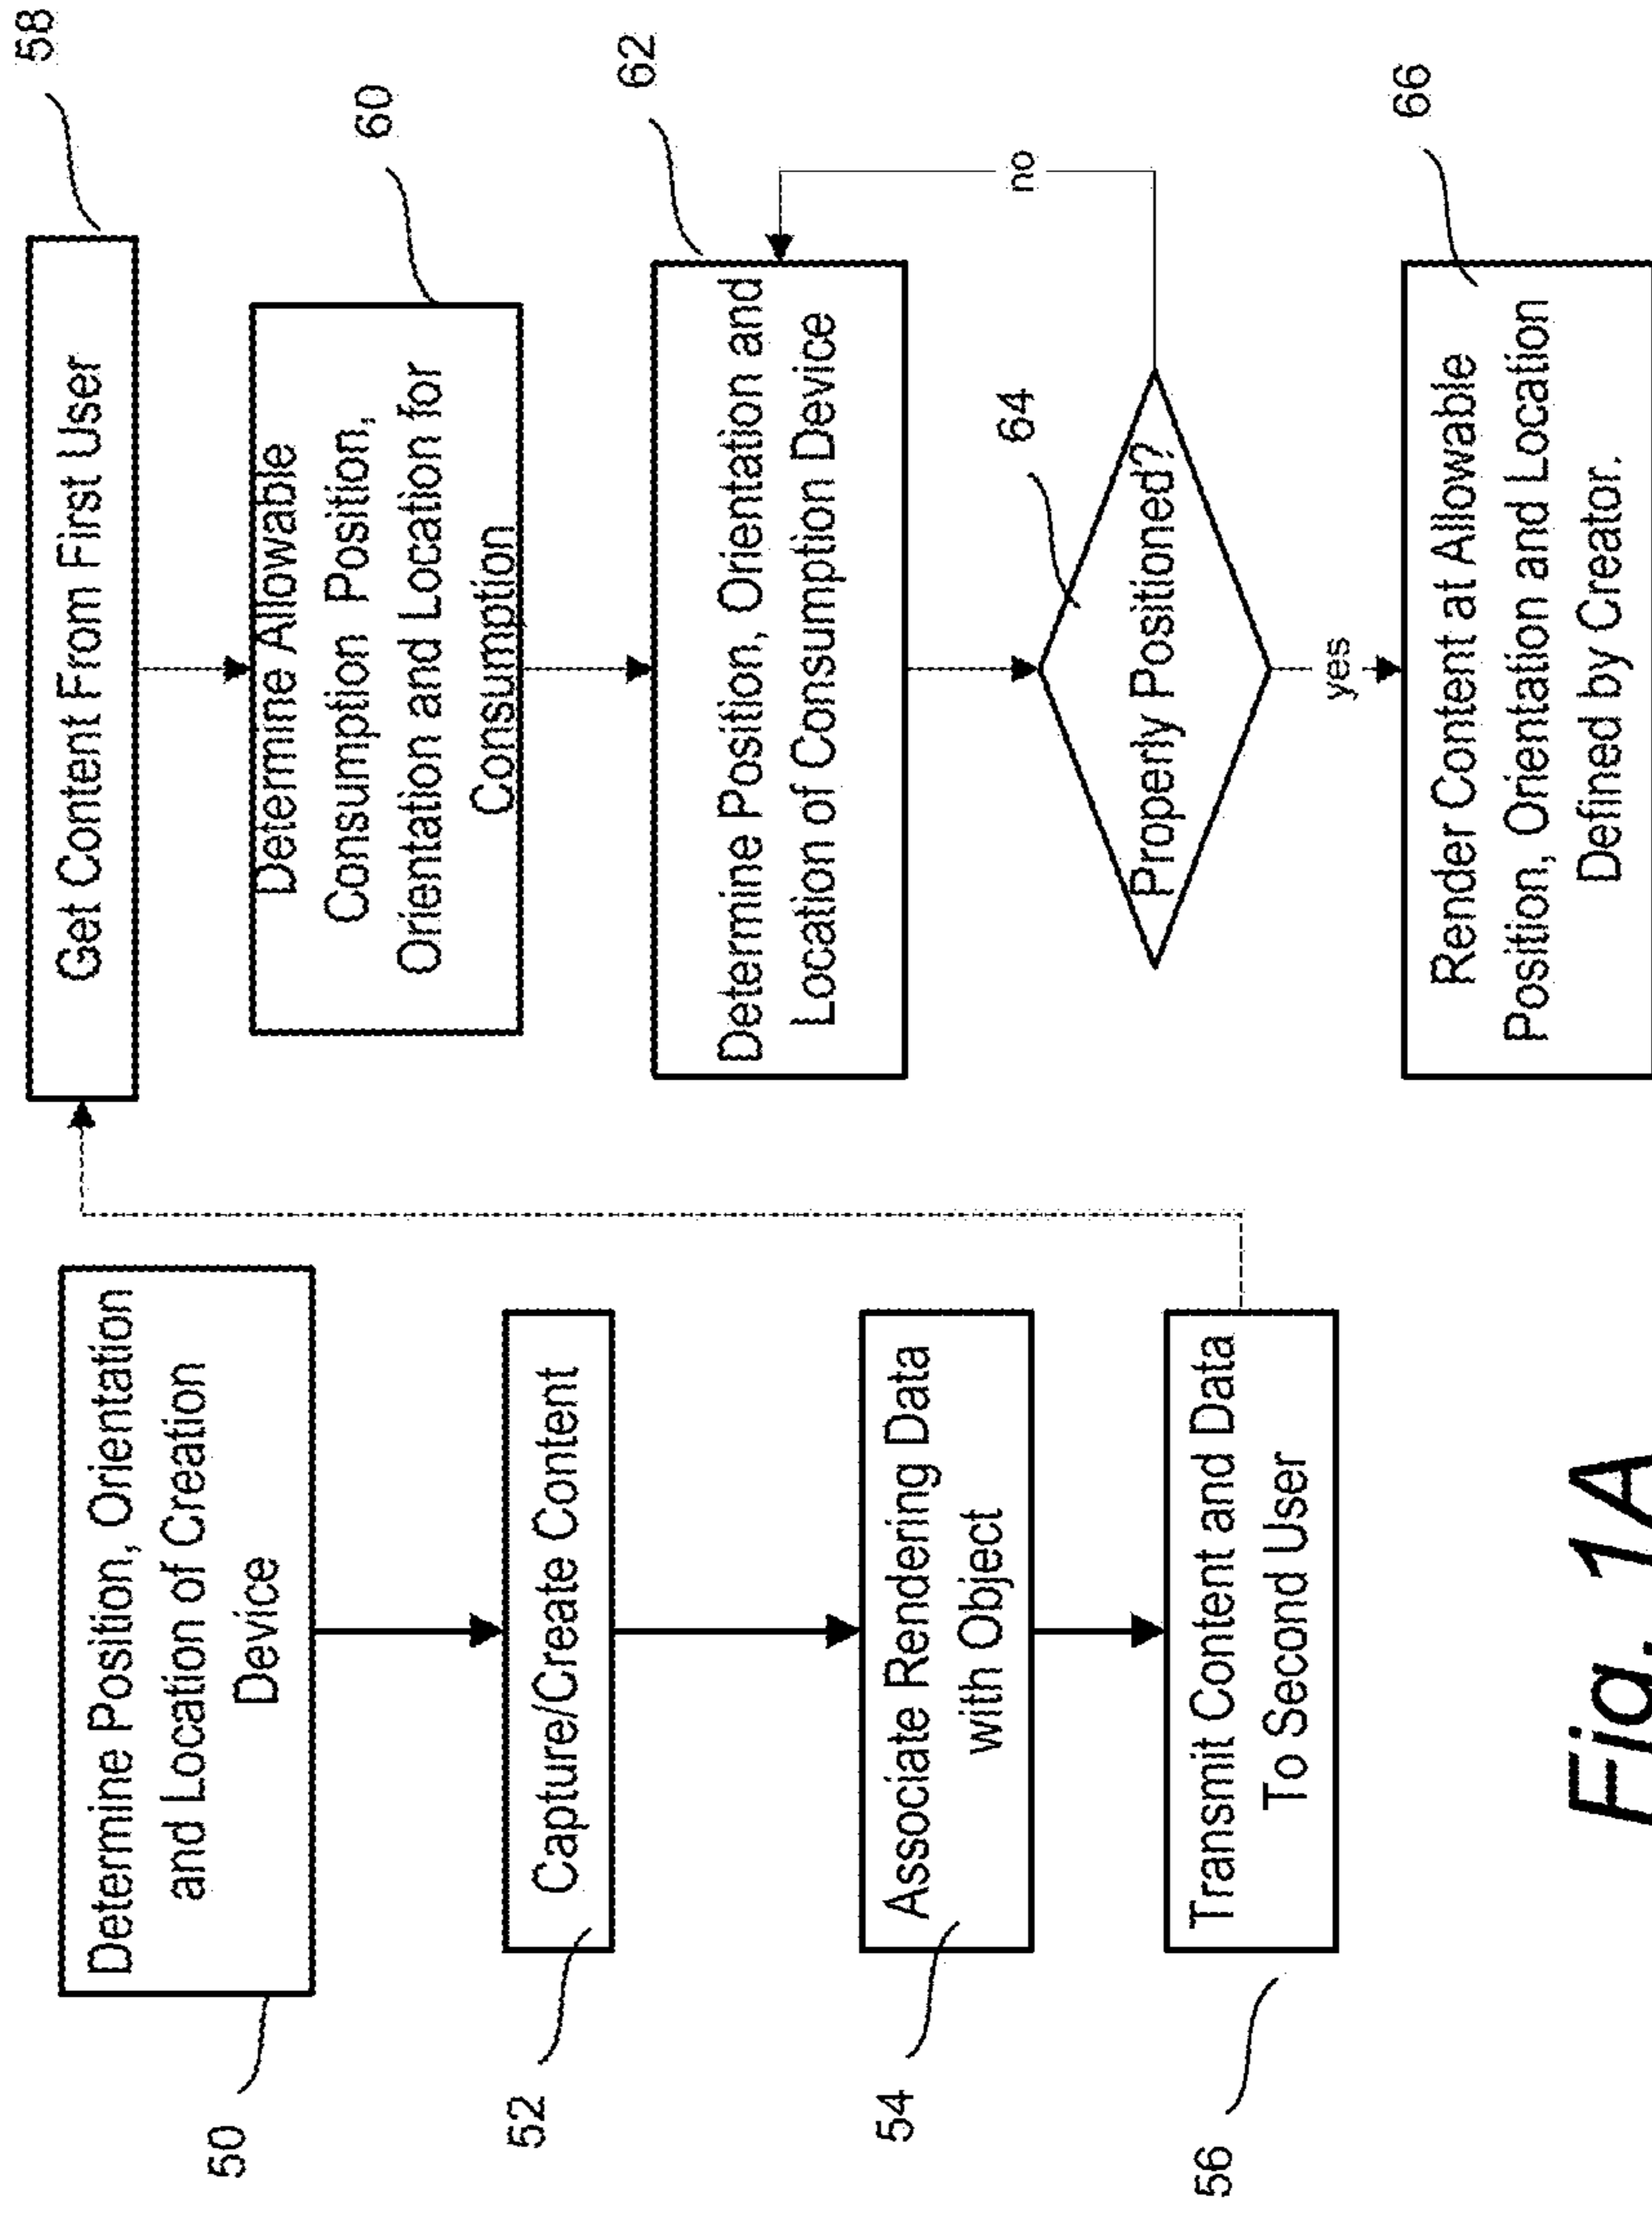 50
Determine Position, Orientation
and Location of Creation
Device
52
Capture/Create Content
54
Associate Rendering Data
with Object
56
Transmit Content and Data
To Second User
58
Get Content From First User
60
Determine Allowable
Consumption Position,
Orientation and Location for
Consumption
62
Determine Position, Orientation and
Location of Consumption Device
64
Properly Positioned?
no
yes
66
Render Content at Allowable
Position, Orientation and Location
Defined by Creator.
Fig. 1A